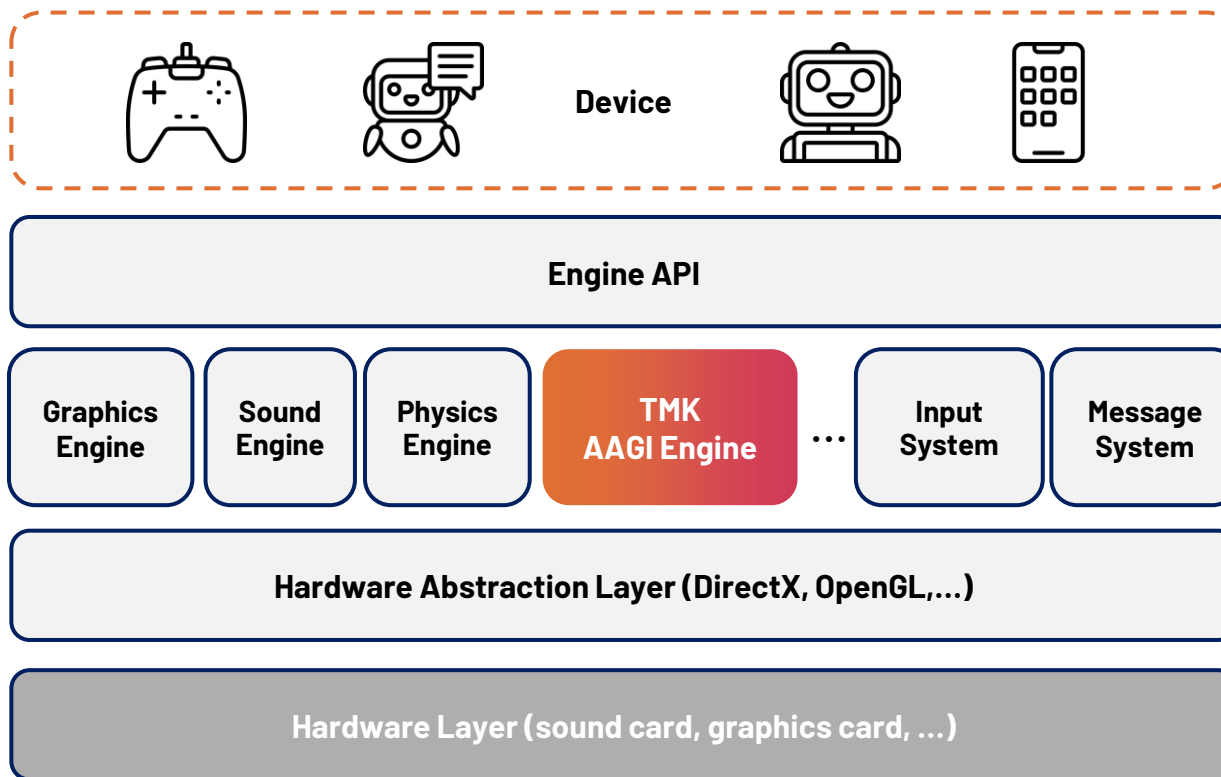 Device
Engine API
Graphics
Engine
Sound
Engine
Physics
Engine
TMK
AAGI Engine
...
Input
System
Message
System
Hardware Abstraction Layer (DirectX, OpenGL,...)
Hardware Layer (sound card, graphics card, ...)